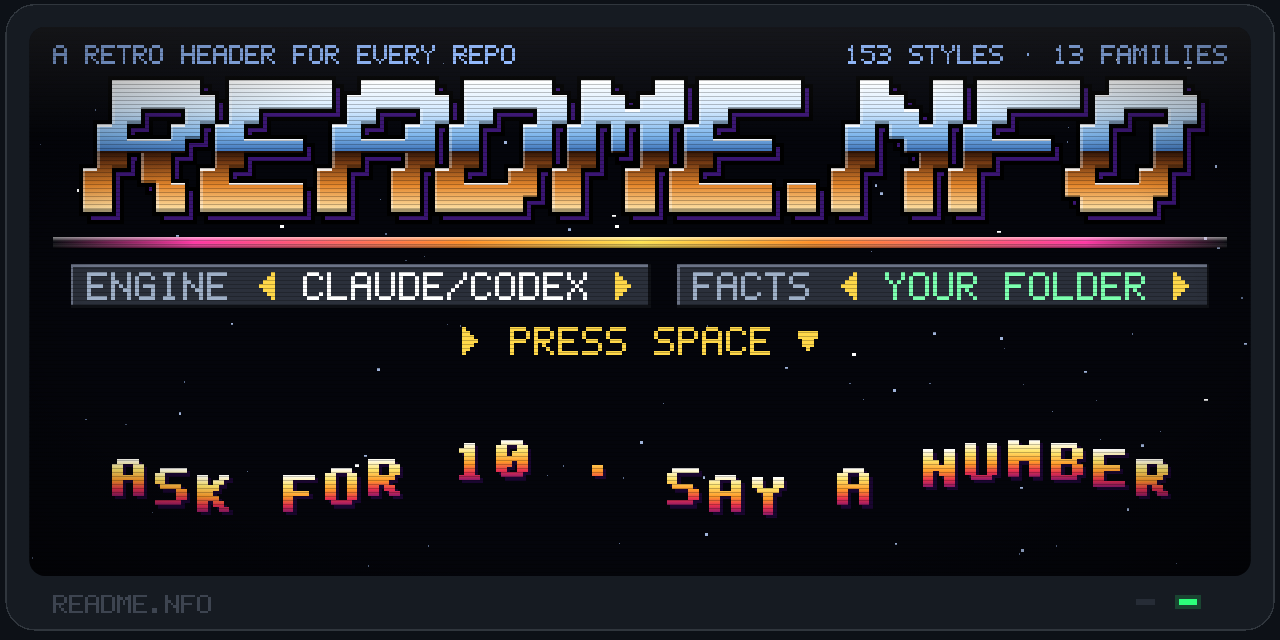 A RETRO HEADER FOR EVERY REPO
153 STYLES · 13 FAMILIES
README.NFO
ENGINE ◀ CLAUDE/CODEX ▶
FACTS ◀ YOUR FOLDER ▶
▶ PRESS SPACE ▼
ASK FOR 10 . SAY A NUMBER
README.NFO